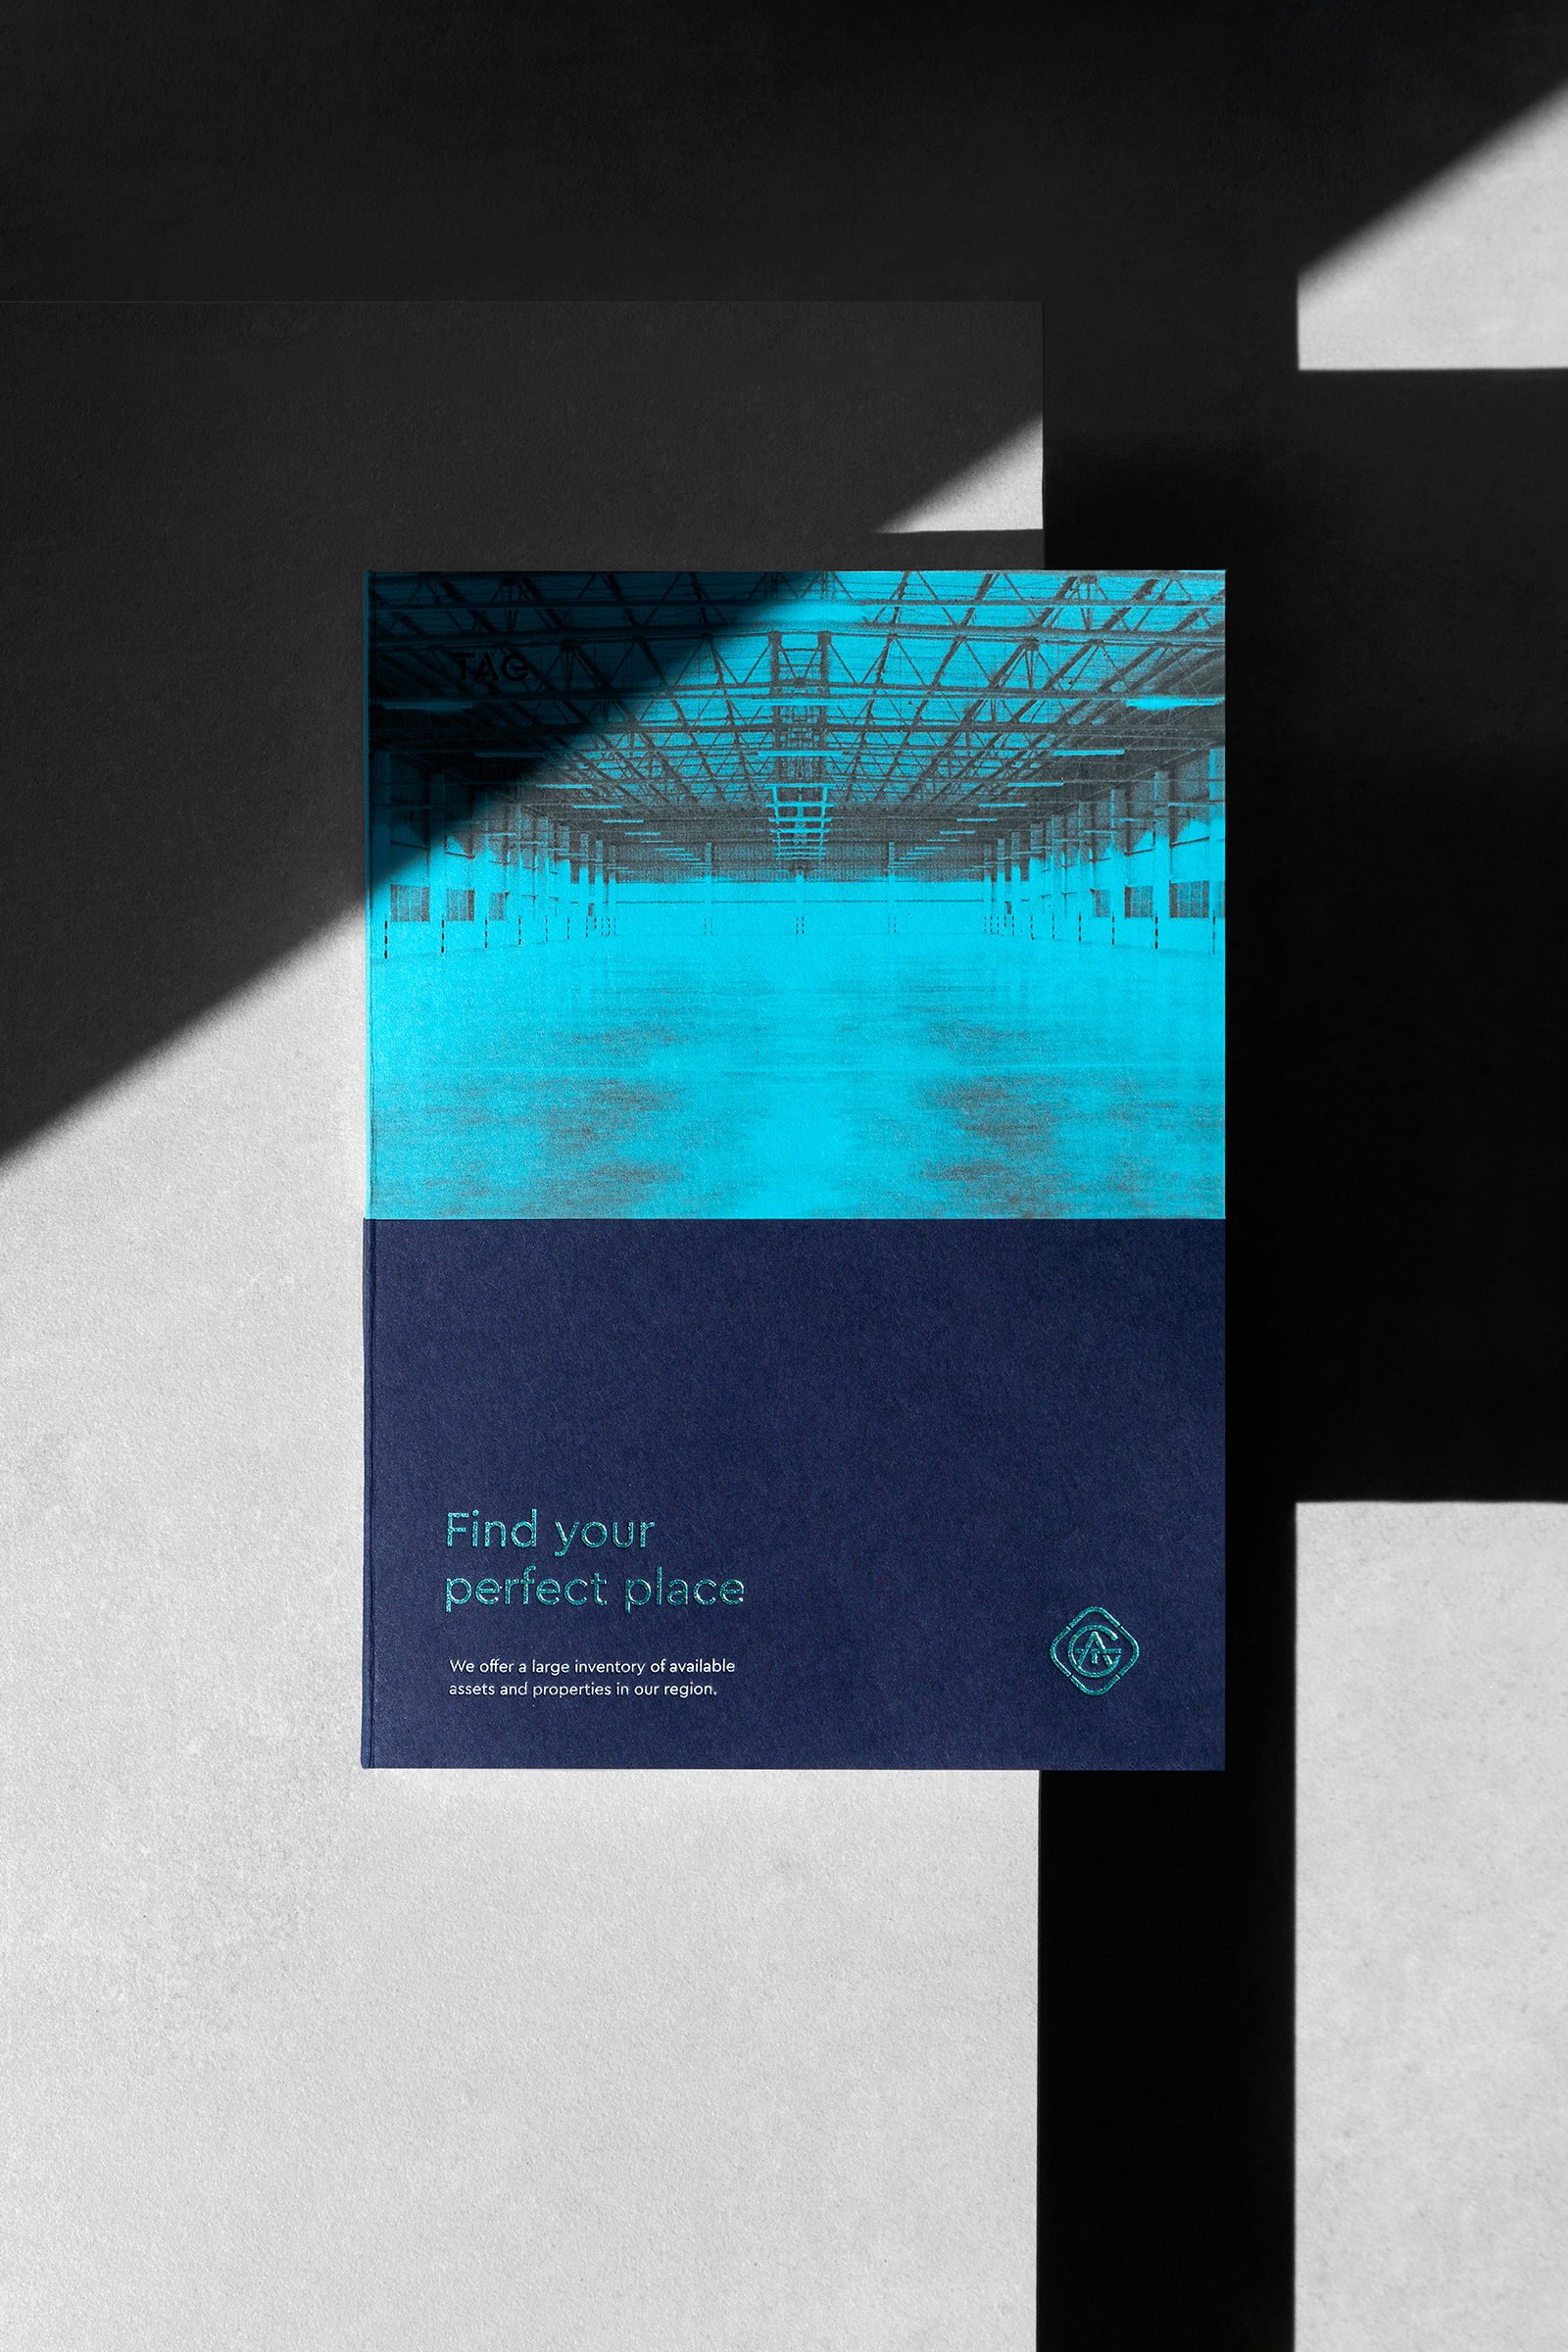 TAG
Find your
perfect place
We offer a large inventory of available
assets and properties in our region.